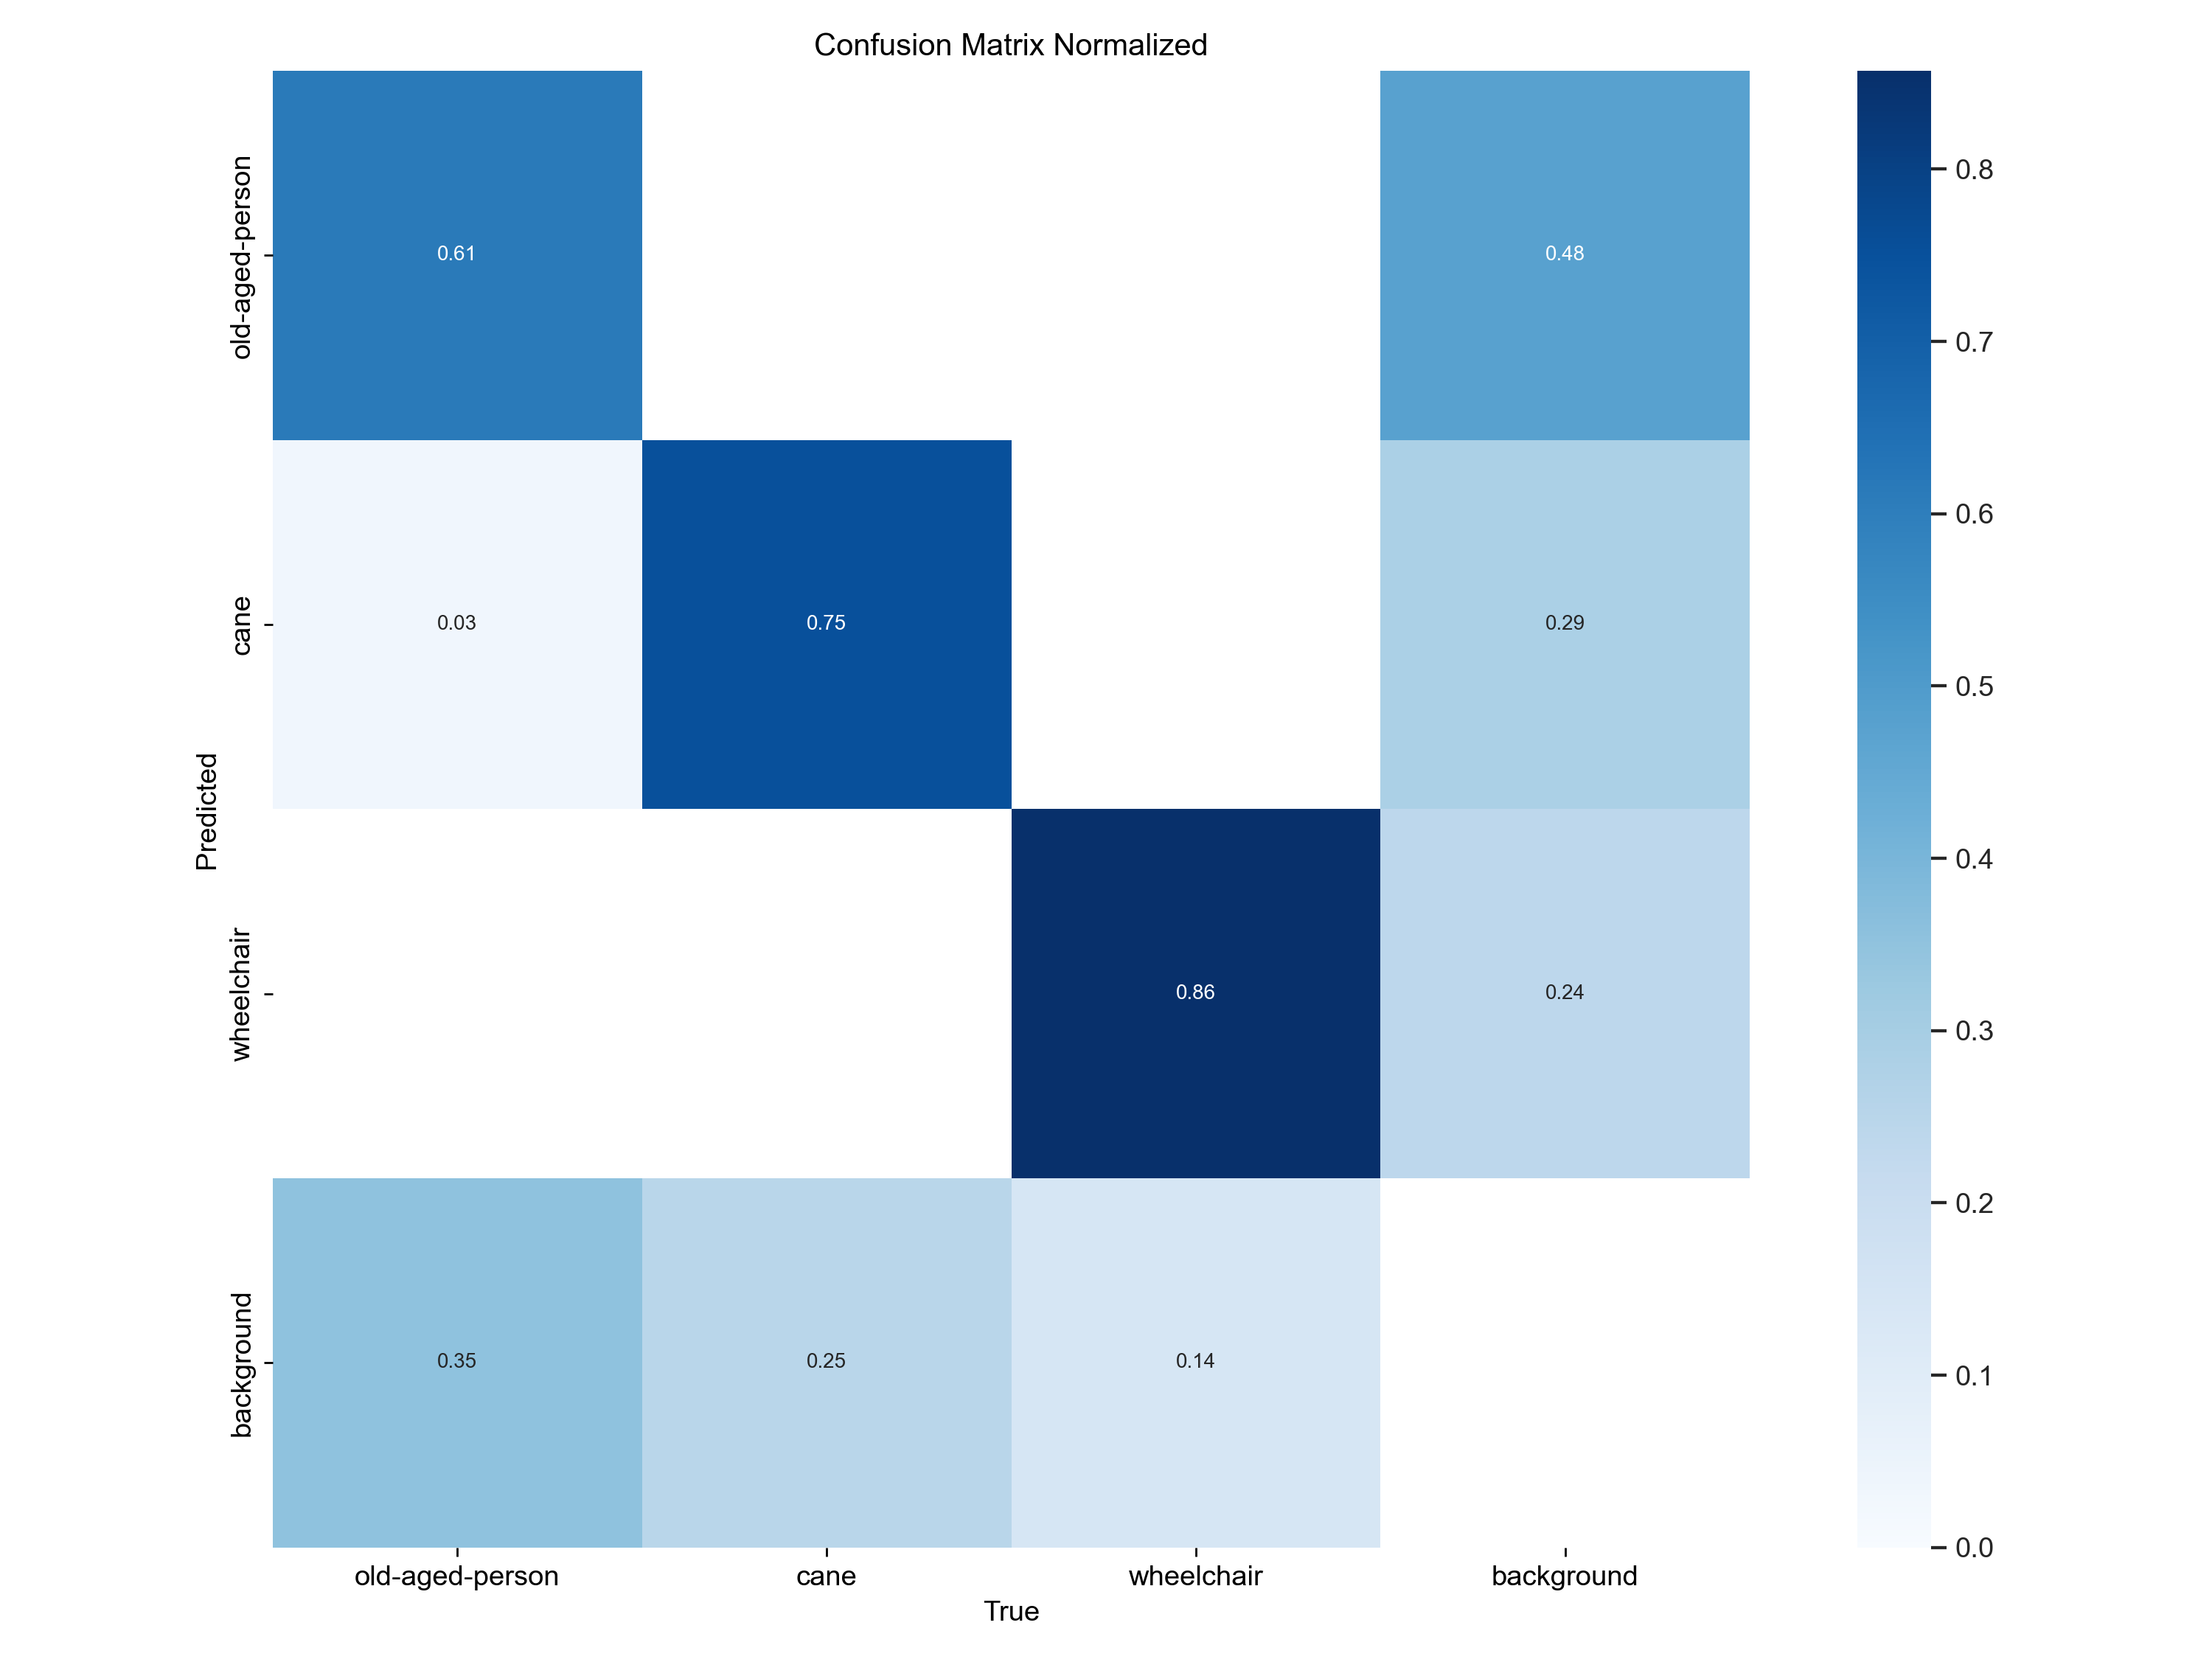 Confusion Matrix Normalized
old-aged-person
0.61
0.48
cane
0.03
0.75
0.29
Predicted
wheelchair
0.86
0.24
background
0.35
0.25
0.14
old-aged-person
cane
wheelchair
background
True
0.8
0.7
0.6
0.5
0.4
0.3
0.2
0.1
0.0